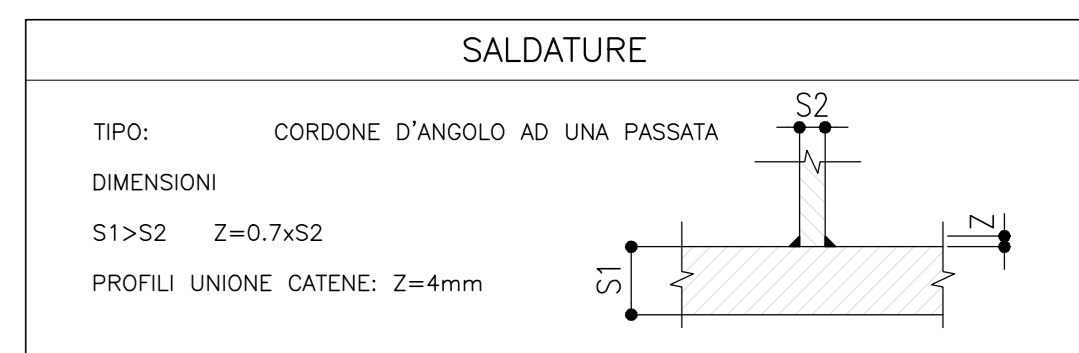 SALDATURE
TIPO: CORDONE D'ANGOLO AD UNA PASSATA
DIMENSIONI
S1>S2 Z=0.7xS2
PROFILI UNIONE CATENE: Z=4mm
S2
Z
S1